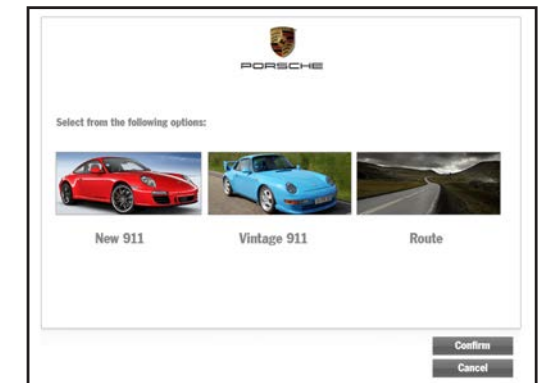 PORSCHE
Select from the following options:
New 911
Vintage 911
Route
Confirm
Cancel